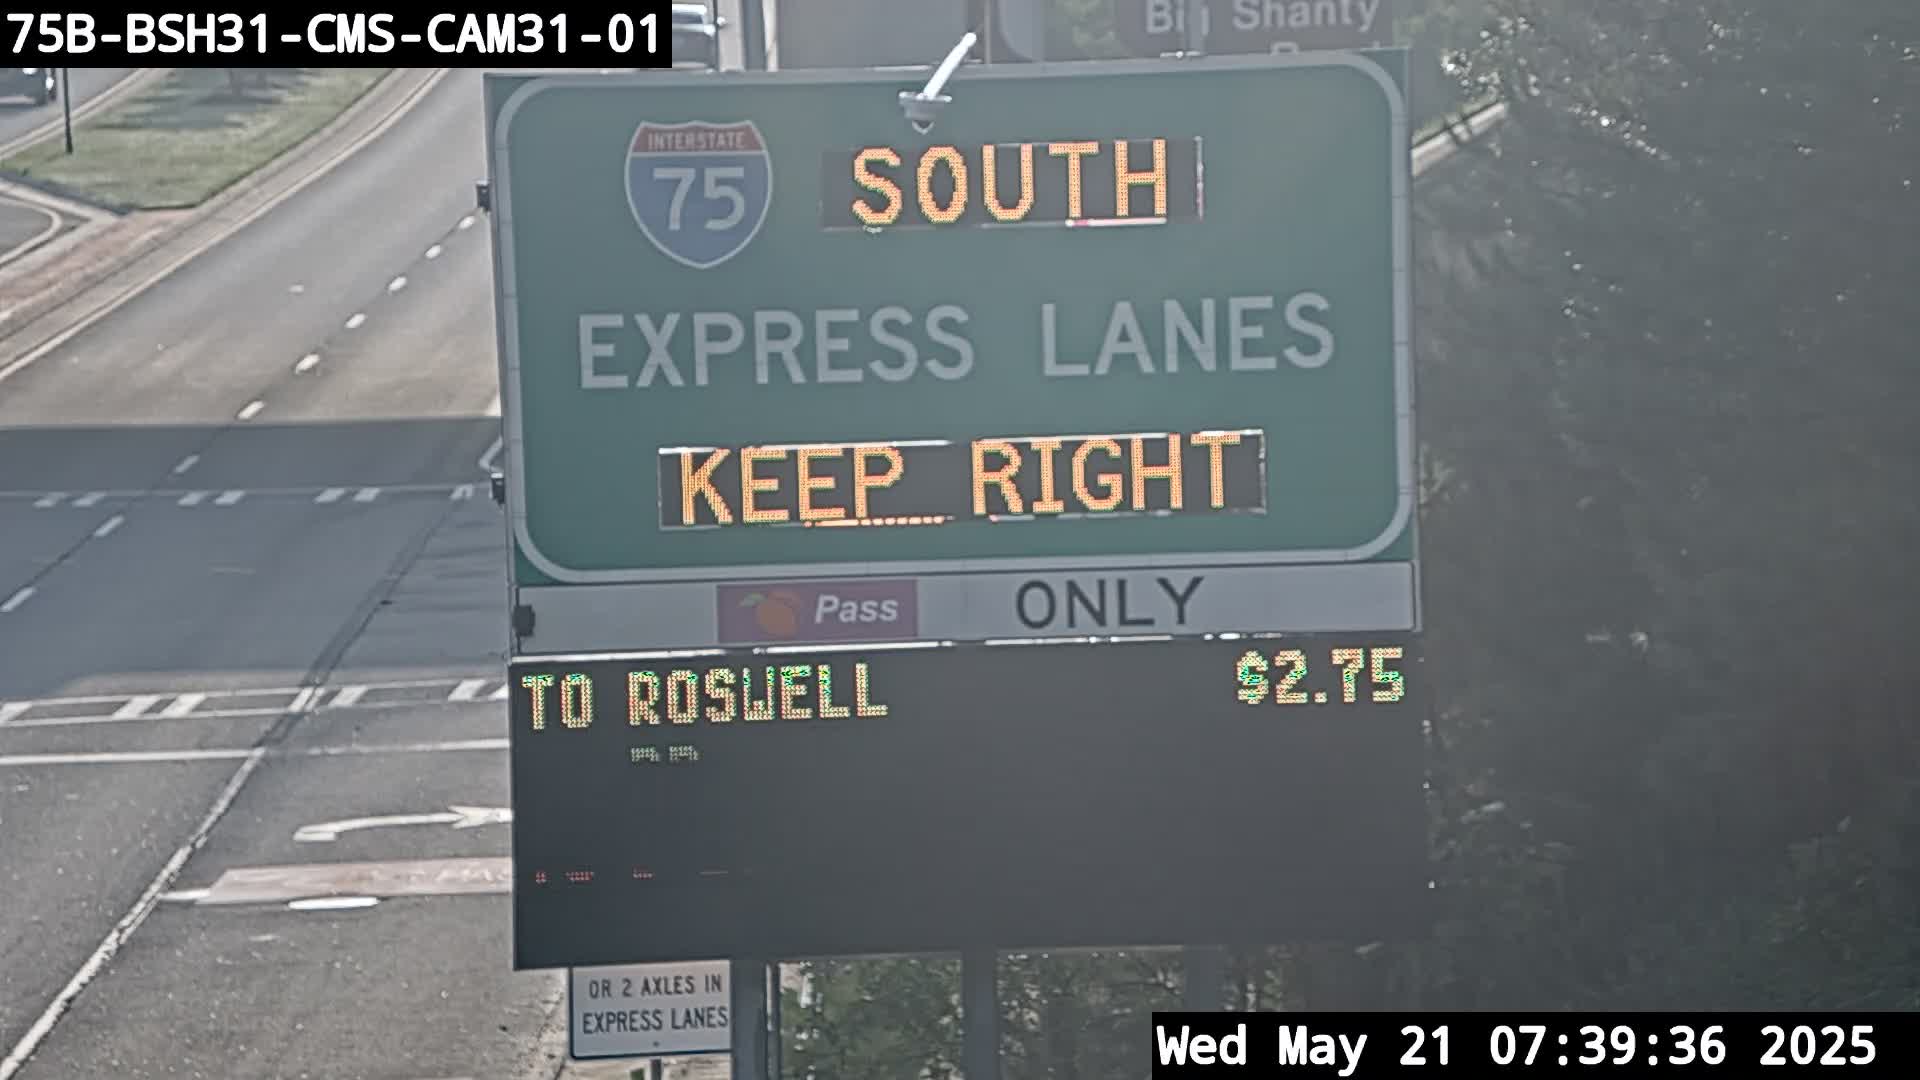 75B-BSH31-CMS-CAM31-01
Big Shanty
INTERSTATE
75
SOUTH
EXPRESS LANES
KEEP RIGHT
Pass ONLY
TO ROSWELL $2.75
OR 2 AXLES IN
EXPRESS LANES
Wed May 21 07:39:36 2025